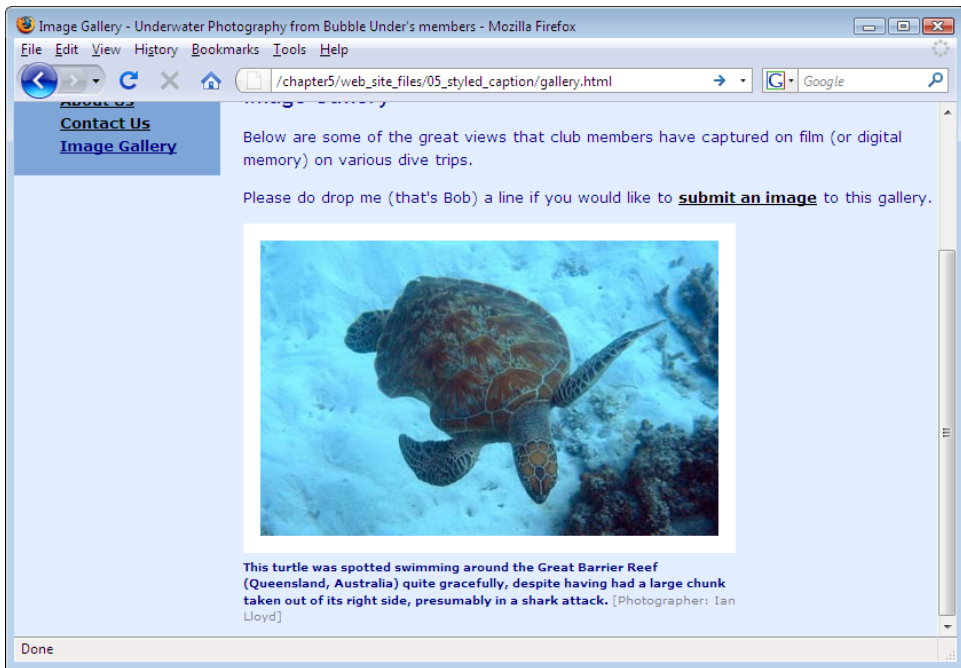 Image Gallery - Underwater Photography from Bubble Under's members - Mozilla Firefox
File Edit View History Bookmarks Tools Help
/chapter5/web_site_files/05_styled_caption/gallery.html
G Google
About Us
Contact Us
Image Gallery
Image Gallery
Below are some of the great views that club members have captured on film (or digital
memory) on various dive trips.
Please do drop me (that's Bob) a line if you would like to submit an image to this gallery.
This turtle was spotted swimming around the Great Barrier Reef
(Queensland, Australia) quite gracefully, despite having had a large chunk
taken out of its right side, presumably in a shark attack. [Photographer: Ian
Lloyd]
Done